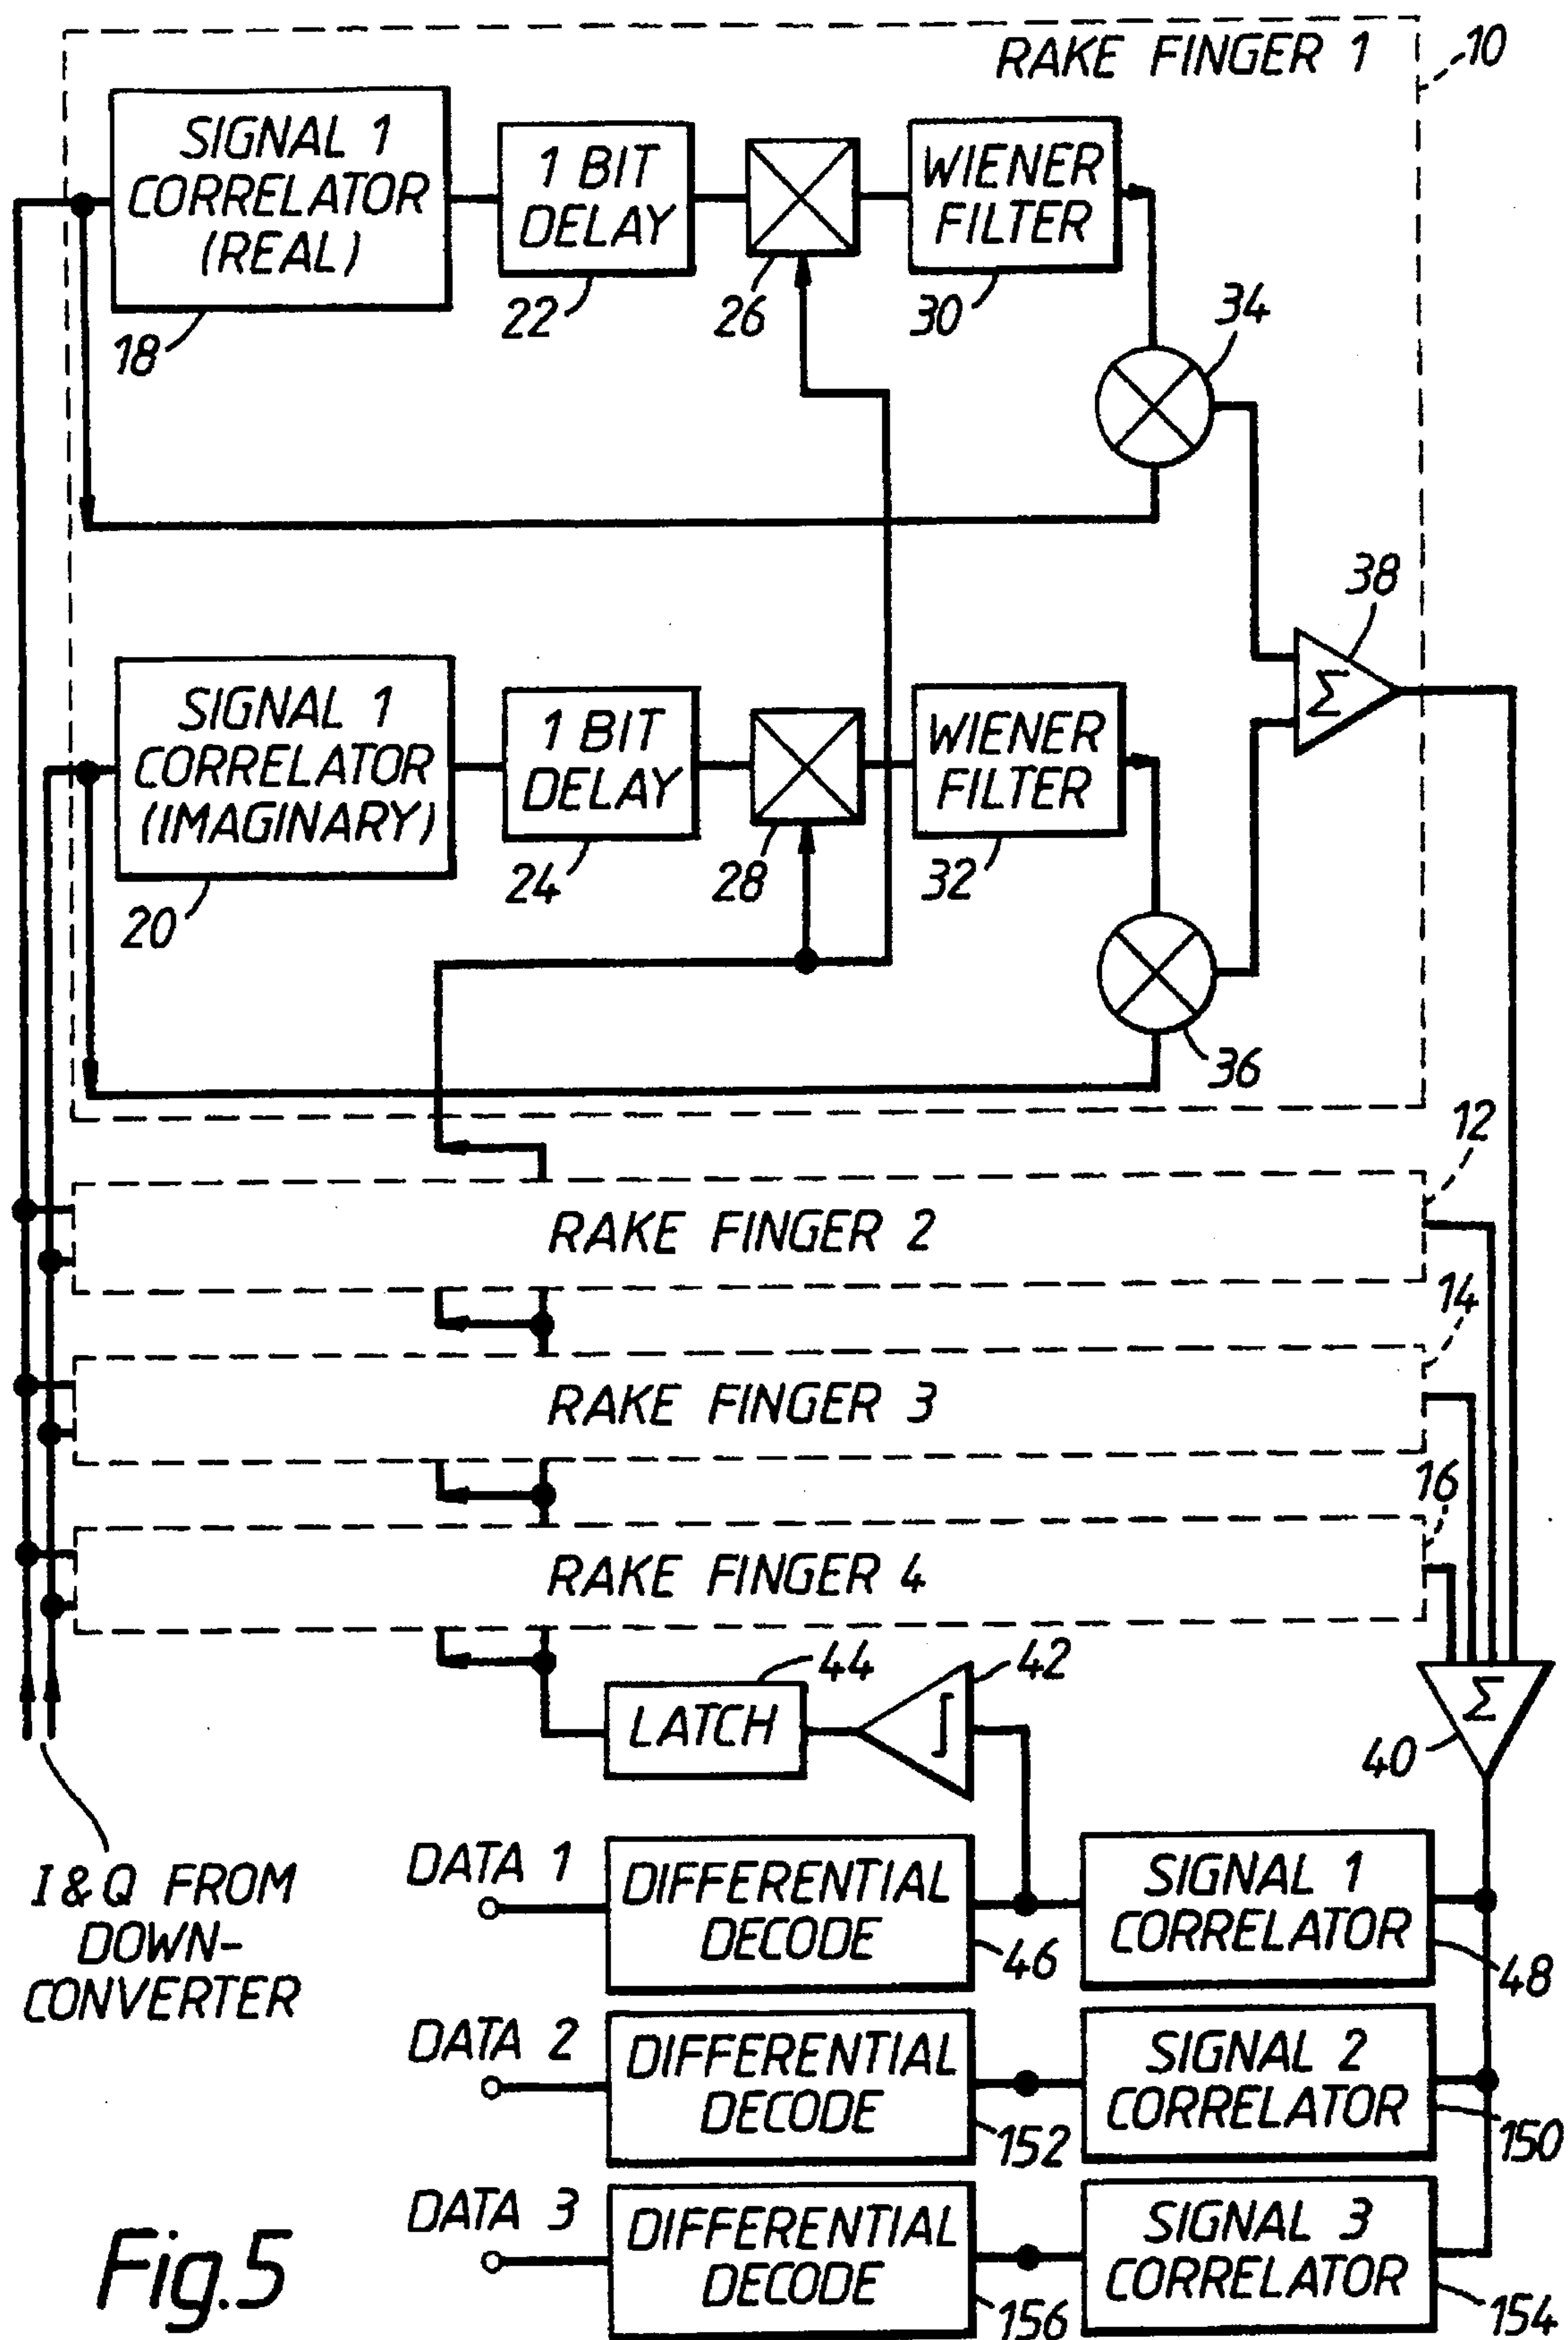 RAKE FINGER 1
10
SIGNAL 1
CORRELATOR
(REAL)
18
1 BIT
DELAY
22
26
WIENER
FILTER
30
34
38
Σ
SIGNAL 1
CORRELATOR
(IMAGINARY)
20
1 BIT
DELAY
24
28
WIENER
FILTER
32
36
12
RAKE FINGER 2
14
RAKE FINGER 3
16
RAKE FINGER 4
44
LATCH
42
Σ
40
I & Q FROM
DOWN-
CONVERTER
DATA 1
DIFFERENTIAL
DECODE
46
SIGNAL 1
CORRELATOR
48
DATA 2
DIFFERENTIAL
DECODE
152
SIGNAL 2
CORRELATOR
150
DATA 3
DIFFERENTIAL
DECODE
156
SIGNAL 3
CORRELATOR
154
Fig.5